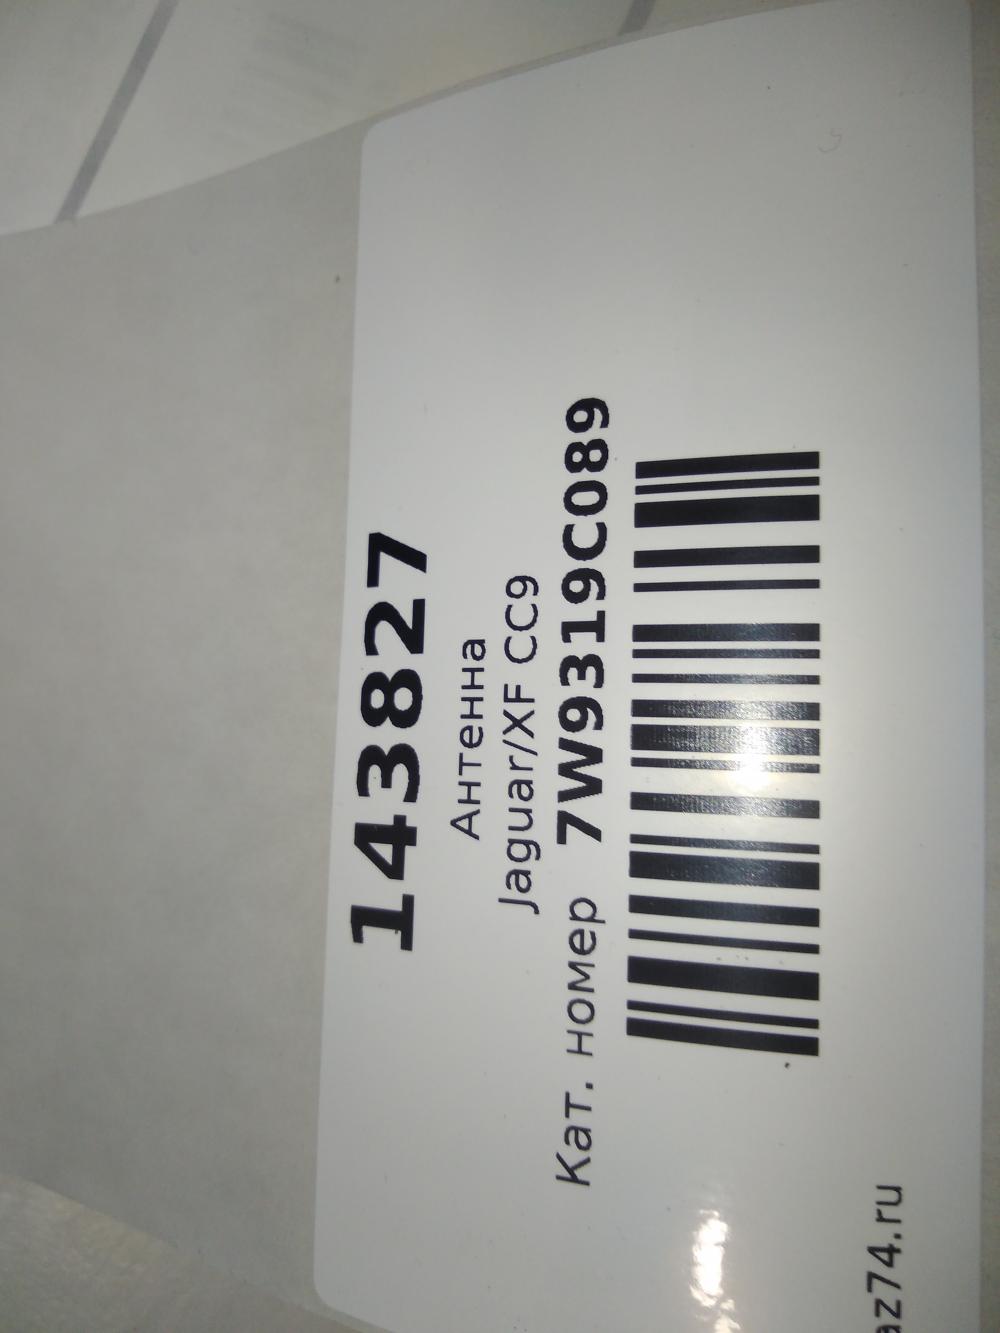 143827
Антенна
Jaguar/XF CC9
Кат. номер 7W9319C089
az74.ru